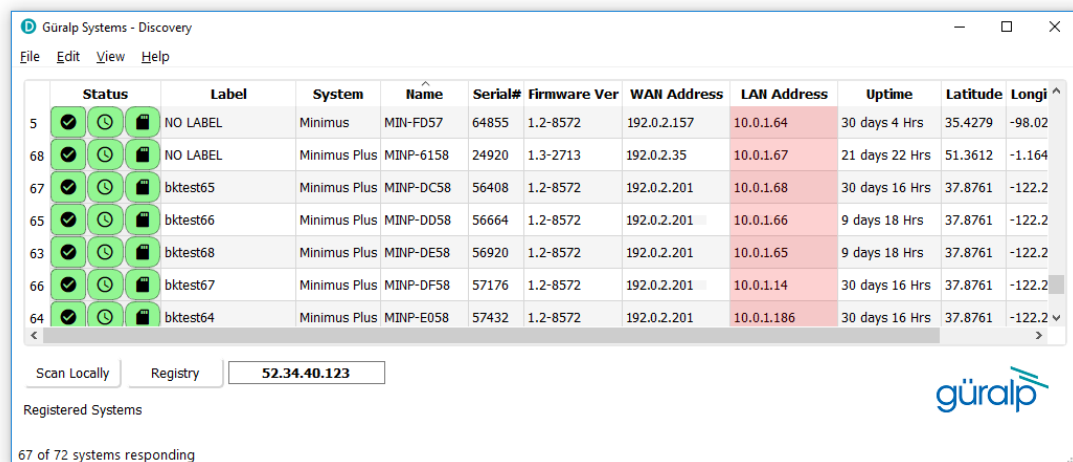 Güralp Systems - Discovery
File Edit View Help
Status Label System Name Serial# Firmware Ver WAN Address LAN Address Uptime Latitude Longi
5 NO LABEL Minimus MIN-FD57 64855 1.2-8572 192.0.2.157 10.0.1.64 30 days 4 Hrs 35.4279 -98.02
68 NO LABEL Minimus Plus MINP-6158 24920 1.3-2713 192.0.2.35 10.0.1.67 21 days 22 Hrs 51.3612 -1.164
67 bktest65 Minimus Plus MINP-DC58 56408 1.2-8572 192.0.2.201 10.0.1.68 30 days 16 Hrs 37.8761 -122.2
65 bktest66 Minimus Plus MINP-DD58 56664 1.2-8572 192.0.2.201 10.0.1.66 9 days 18 Hrs 37.8761 -122.2
63 bktest68 Minimus Plus MINP-DE58 56920 1.2-8572 192.0.2.201 10.0.1.65 9 days 18 Hrs 37.8761 -122.2
66 bktest67 Minimus Plus MINP-DF58 57176 1.2-8572 192.0.2.201 10.0.1.14 30 days 16 Hrs 37.8761 -122.2
64 bktest64 Minimus Plus MINP-E058 57432 1.2-8572 192.0.2.201 10.0.1.186 30 days 16 Hrs 37.8761 -122.2
Scan Locally Registry 52.34.40.123
güralp
Registered Systems
67 of 72 systems responding